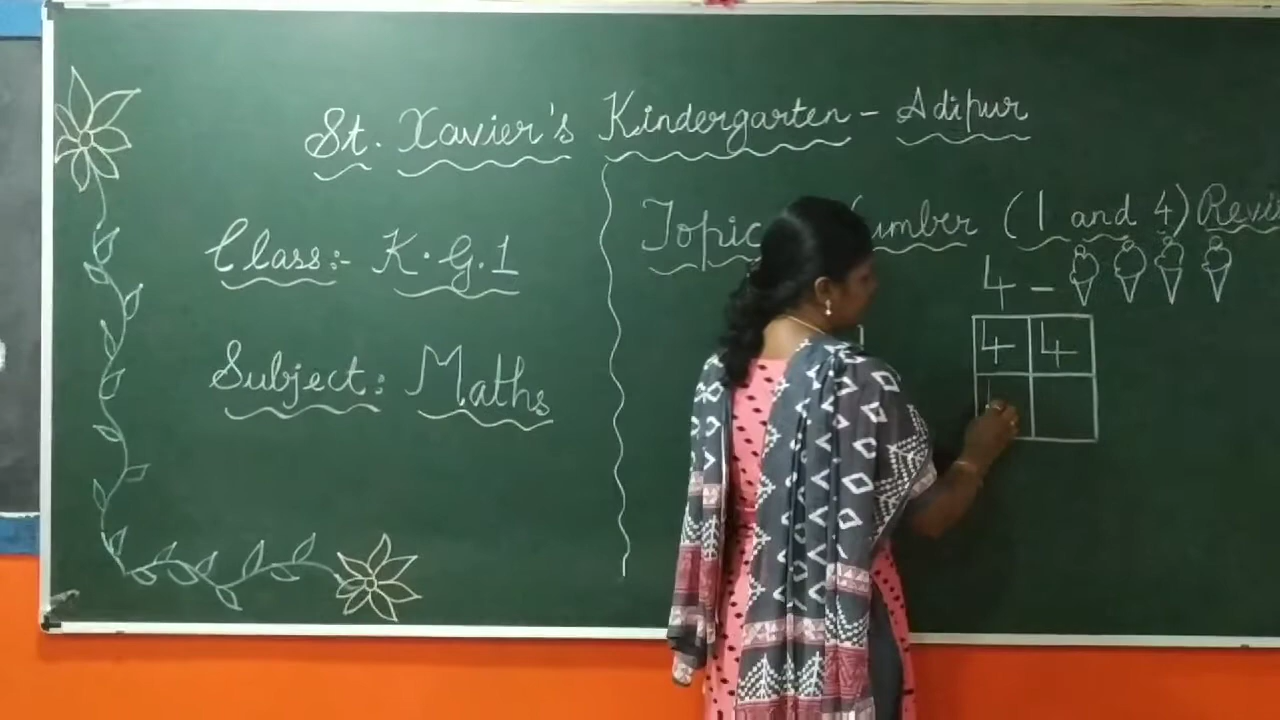 St. Xavier's Kindergarten - Adipur
Class:- K.G.1
Subject: Maths
Topic umber (1 and 4) Revi
4 -
4 4